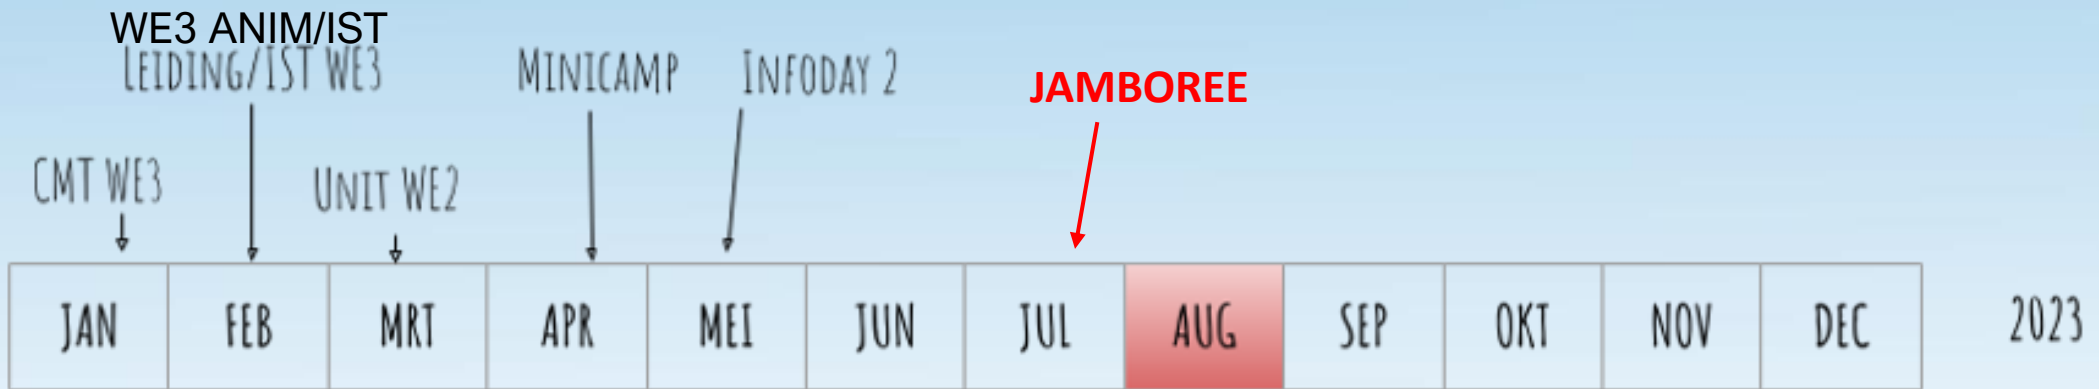 WE3 ANIM/IST
LEIDING/IST WE3
MINICAMP
INFODAY 2
JAMBOREE
CMT WE3
UNIT WE2
JAN FEB MRT APR MEI JUN JUL AUG SEP OKT NOV DEC 2023